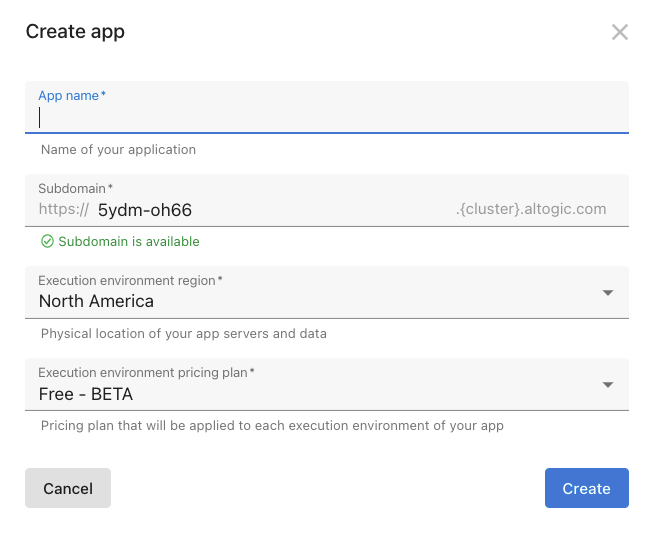 Create app
App name*
Name of your application
Subdomain*
https:// 5ydm-oh66 .{cluster}.altogic.com
Subdomain is available
Execution environment region*
North America
Physical location of your app servers and data
Execution environment pricing plan*
Free - BETA
Pricing plan that will be applied to each execution environment of your app
Cancel Create